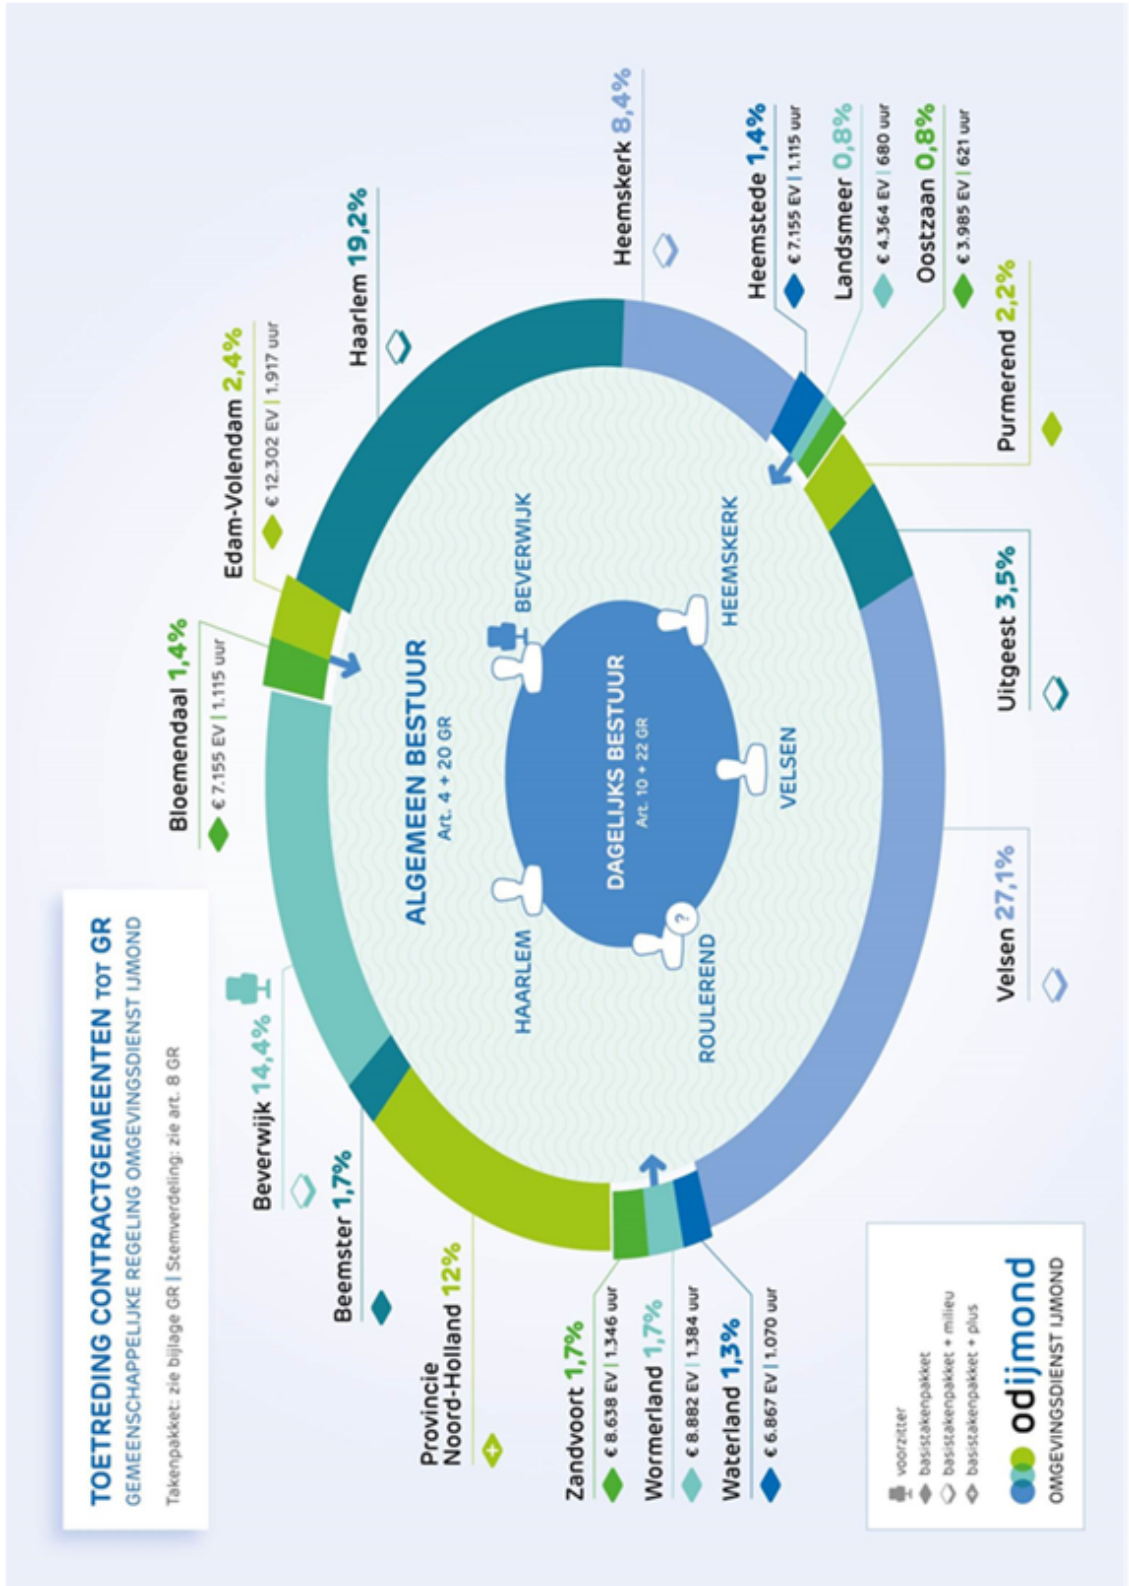 TOETREDING CONTRACTGEMEENTEN TOT GR
GEMEENSCHAPPELIJKE REGELING OMGEVINGSDIENST IJMOND
Takenpakket: zie bijlage GR | Stemverdeling: zie art. 8 GR
Bloemendaal 1,4%
€ 7.155 EV | 1.115 uur
Edam-Volendam 2,4%
€ 12.302 EV | 1.917 uur
Haarlem 19,2%
Heemskerk 8,4%
Heemstede 1,4%
€ 7.155 EV | 1.115 uur
Landsmeer 0,8%
€ 4.364 EV | 680 uur
Oostzaan 0,8%
€ 3.985 EV | 621 uur
Purmerend 2,2%
Uitgeest 3,5%
Velsen 27,1%
Waterland 1,3%
€ 6.867 EV | 1.070 uur
Wormerland 1,7%
€ 8.882 EV | 1.384 uur
Zandvoort 1,7%
€ 8.638 EV | 1.346 uur
Provincie
Noord-Holland 12%
Beemster 1,7%
Beverwijk 14,4%
ALGEMEEN BESTUUR
Art. 4 + 20 GR
HAARLEM
BEVERWIJK
DAGELIJKS BESTUUR
Art. 10 + 22 GR
ROULEREND
?
VELSEN
HEEMSKERK
voorzitter
basistakenpakket
basistakenpakket + milieu
basistakenpakket + plus
odijmond
OMGEVINGSDIENST IJMOND